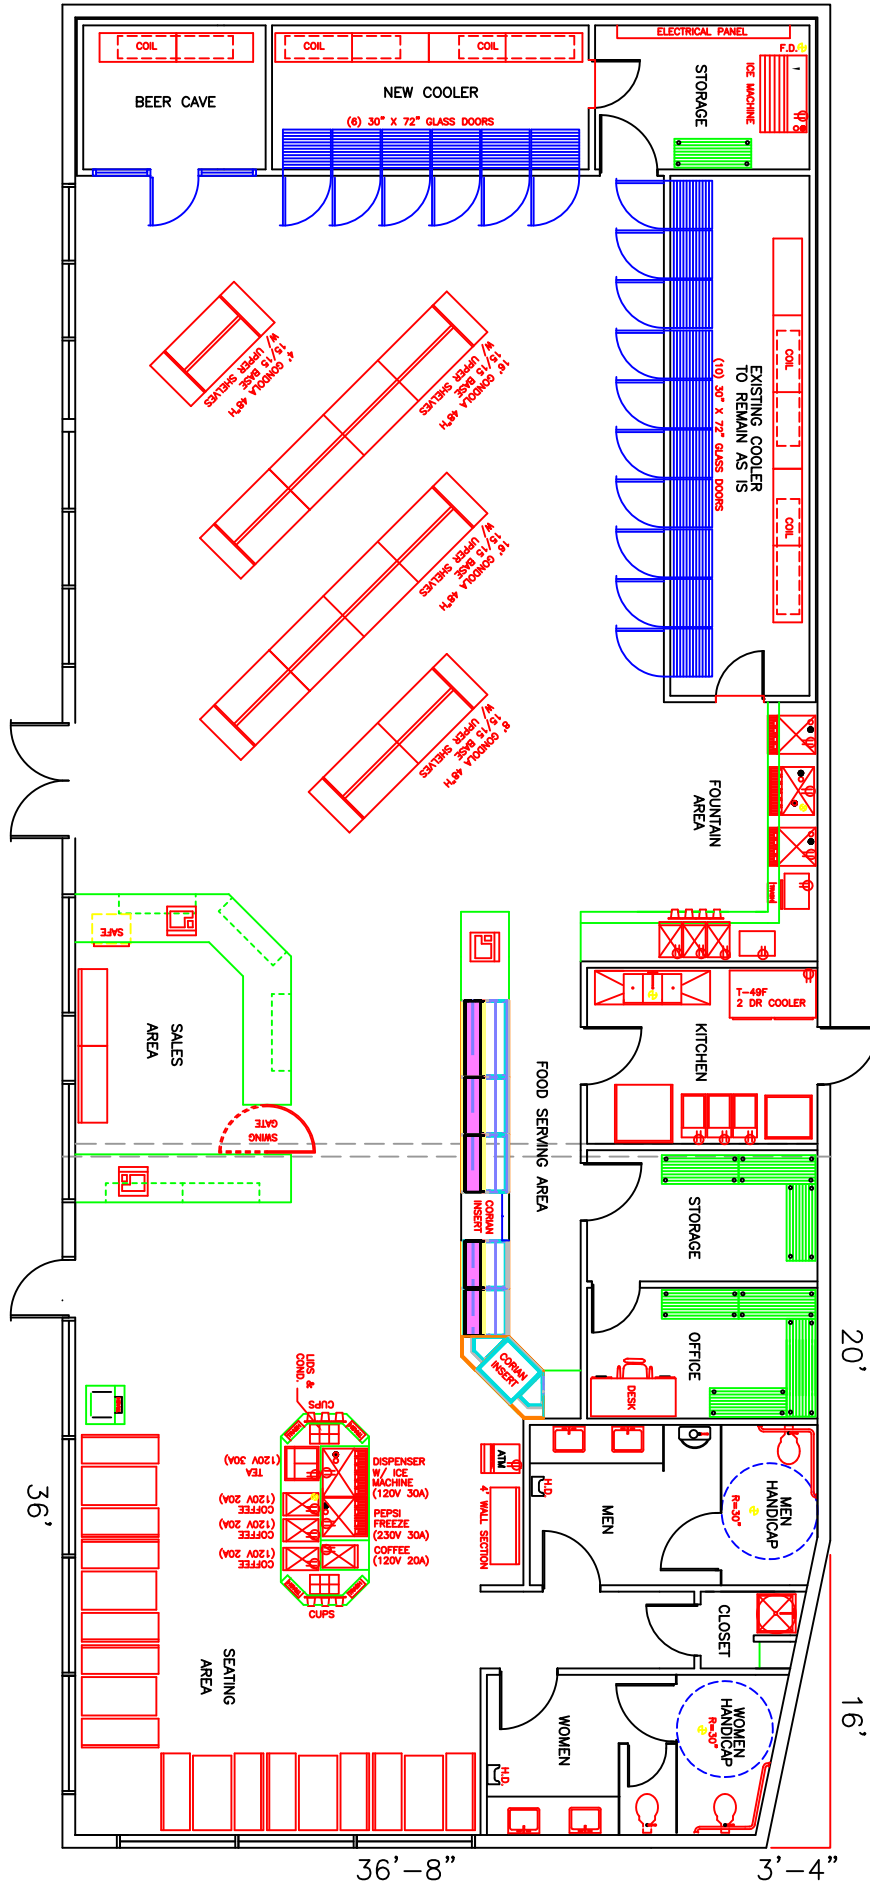 COIL
BEER CAVE
COIL
COIL
NEW COOLER
(6) 30" X 72" GLASS DOORS
ELECTRICAL PANEL
F.D.
ICE MACHINE
STORAGE
4' GONDOLA 48"H
15/15 BASE
W/ UPPER SHELVES
16' GONDOLA 48"H
15/15 BASE
W/ UPPER SHELVES
16' GONDOLA 48"H
15/15 BASE
W/ UPPER SHELVES
8' GONDOLA 48"H
15/15 BASE
W/ UPPER SHELVES
COIL
COIL
EXISTING COOLER
TO REMAIN AS IS
(10) 30" X 72" GLASS DOORS
FOUNTAIN
AREA
SAFE
SALES
AREA
SWING
GATE
FOOD SERVING AREA
CORIAN
INSERT
CORIAN
INSERT
T-49F
2 DR COOLER
KITCHEN
STORAGE
OFFICE
DESK
20'
LIDS &
COND.
CUPS
TEA
(120V 30A)
COFFEE
(120V 20A)
COFFEE
(120V 20A)
COFFEE
(120V 20A)
DISPENSER
W/ ICE
MACHINE
(120V 30A)
PEPSI
FREEZE
(230V 30A)
COFFEE
(120V 20A)
CUPS
ATM
4' WALL SECTION
H.D.
MEN
MEN
HANDICAP
R=30"
CLOSET
36'
SEATING
AREA
WOMEN
H.D.
WOMEN
HANDICAP
R=30"
16'
36'-8"
3'-4"